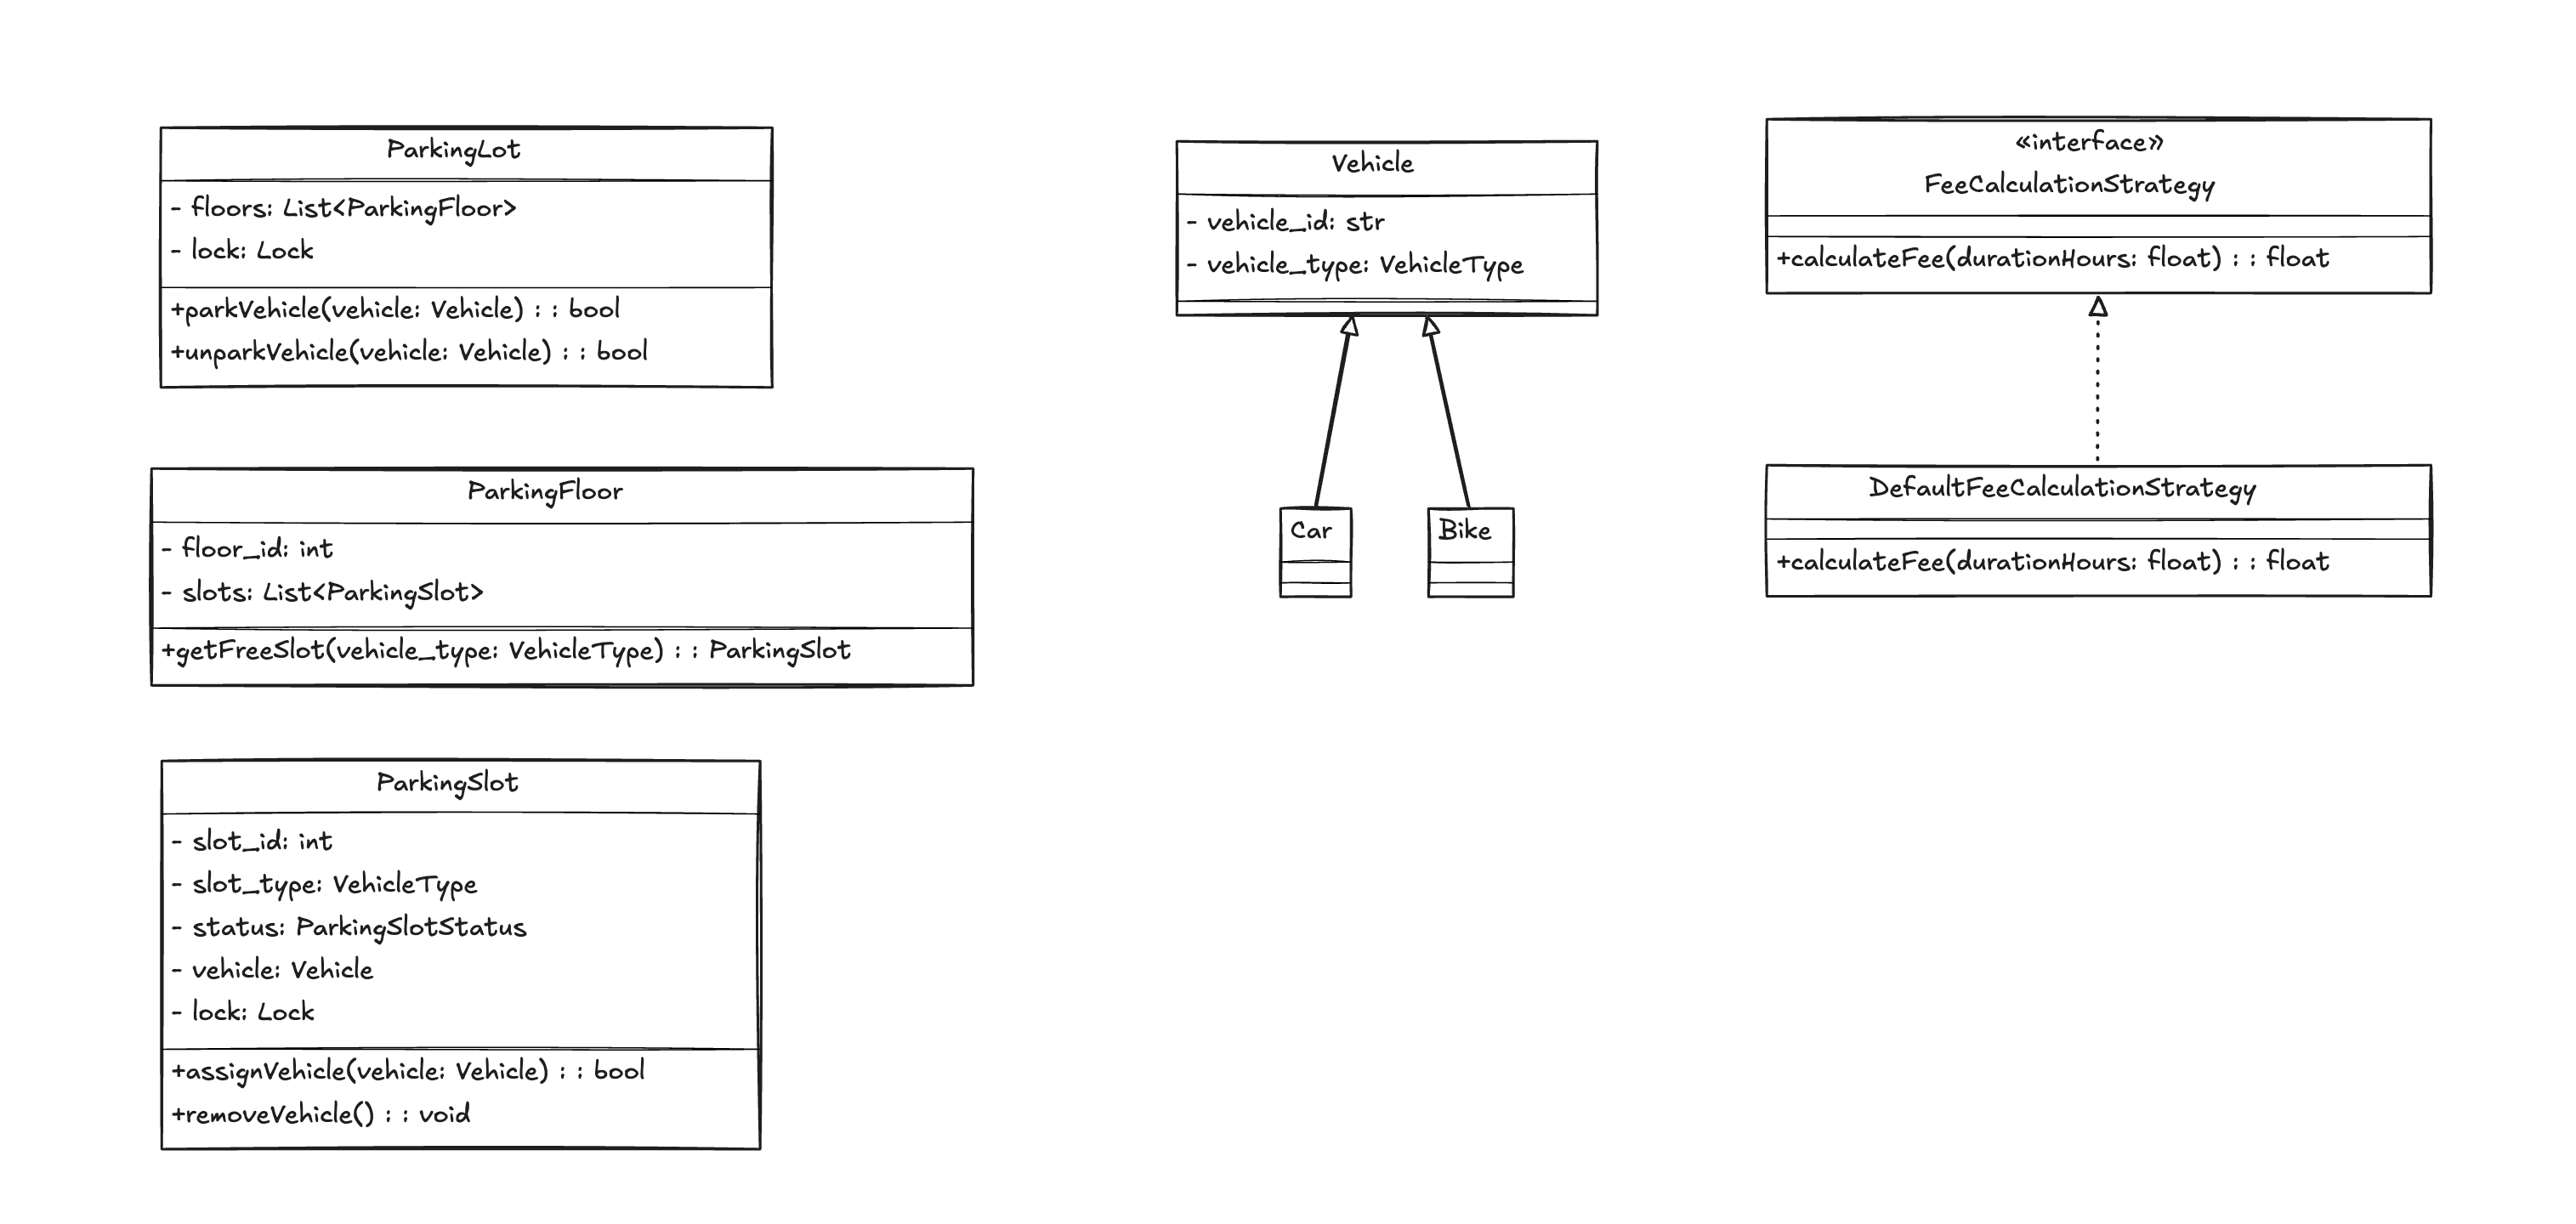 ParkingLot
- floors: List<ParkingFloor>
- lock: Lock
+parkVehicle(vehicle: Vehicle) : : bool
+unparkVehicle(vehicle: Vehicle) : : bool
ParkingFloor
- floor_id: int
- slots: List<ParkingSlot>
+getFreeSlot(vehicle_type: VehicleType) : : ParkingSlot
ParkingSlot
- slot_id: int
- slot_type: VehicleType
- status: ParkingSlotStatus
- vehicle: Vehicle
- lock: Lock
+assignVehicle(vehicle: Vehicle) : : bool
+removeVehicle() : : void
Vehicle
- vehicle_id: str
- vehicle_type: VehicleType
Car
Bike
«interface»
FeeCalculationStrategy
+calculateFee(durationHours: float) : : float
DefaultFeeCalculationStrategy
+calculateFee(durationHours: float) : : float